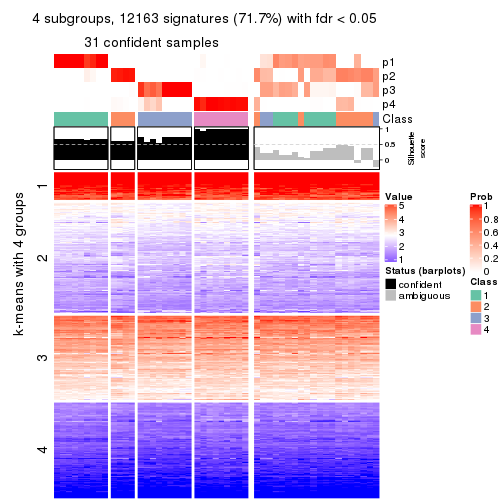 4 subgroups, 12163 signatures (71.7%) with fdr < 0.05
31 confident samples
p1
p2
p3
p4
Class
1
0.5
0
Silhouette
score
k-means with 4 groups
1
2
3
4
Value
5
4
3
2
1
Status (barplots)
confident
ambiguous
Prob
1
0.8
0.6
0.4
0.2
0
Class
1
2
3
4